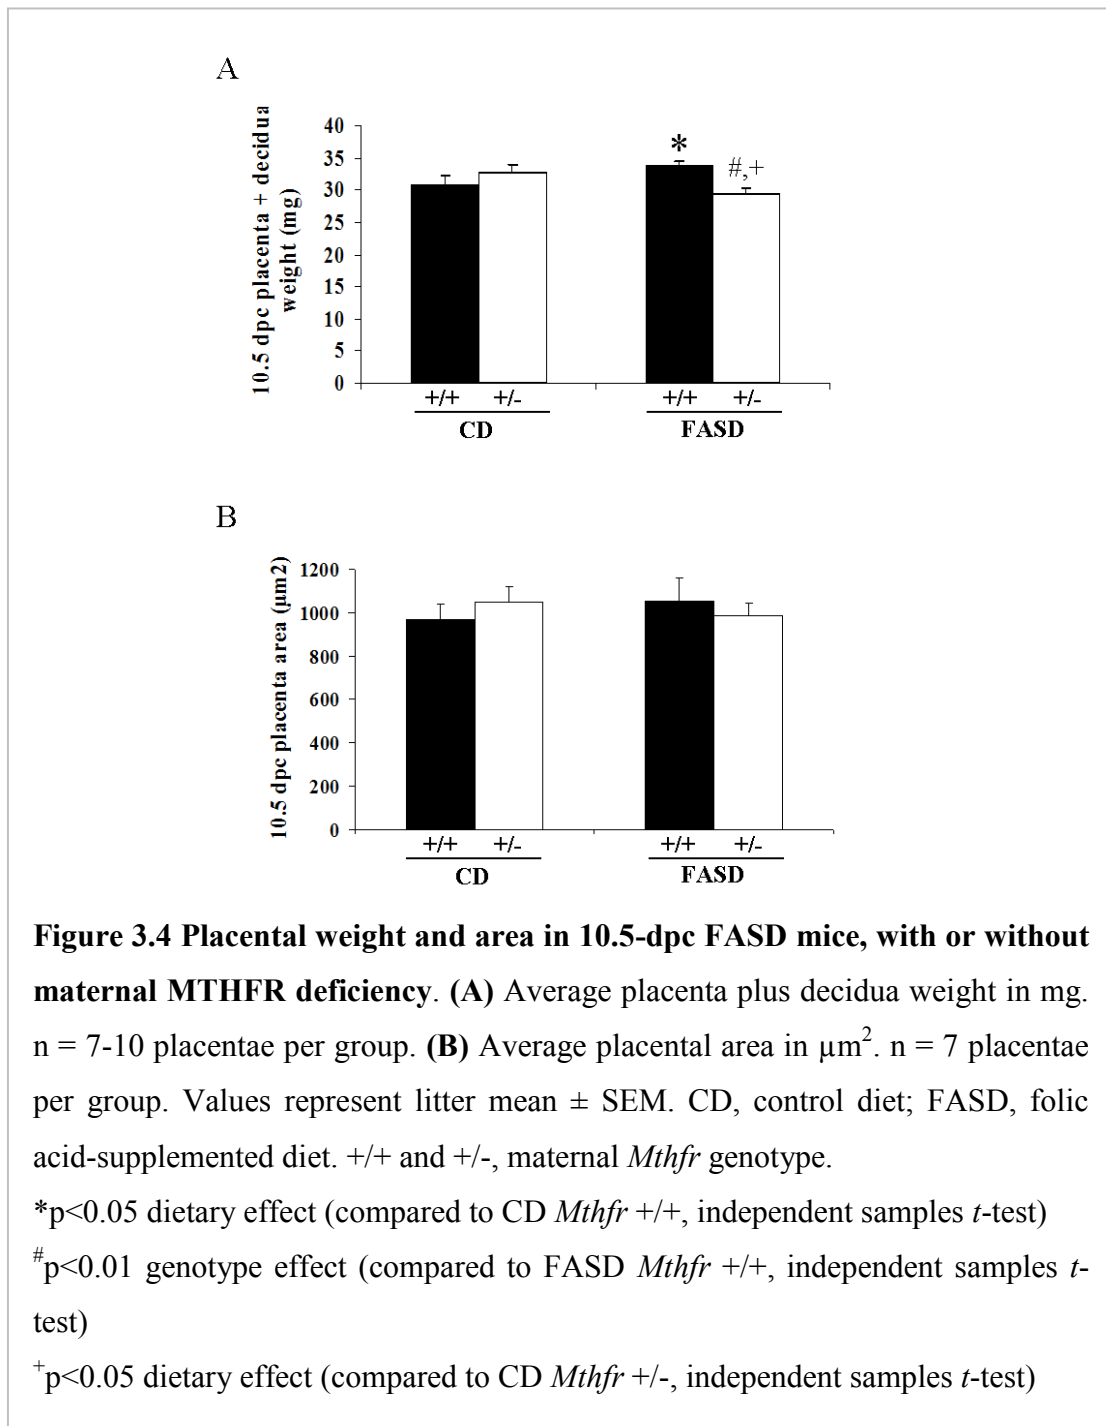 A
10.5 dpc placenta + decidua
weight (mg)
40
35
30
25
20
15
10
5
0
*
#,+
+/+ +/- +/+ +/-
CD FASD
B
10.5 dpc placenta area (µm2)
1200
1000
800
600
400
200
0
+/+ +/- +/+ +/-
CD FASD
Figure 3.4 Placental weight and area in 10.5-dpc FASD mice, with or without
maternal MTHFR deficiency. (A) Average placenta plus decidua weight in mg.
n = 7-10 placentae per group. (B) Average placental area in µm². n = 7 placentae
per group. Values represent litter mean ± SEM. CD, control diet; FASD, folic
acid-supplemented diet. +/+ and +/-, maternal Mthfr genotype.
*p<0.05 dietary effect (compared to CD Mthfr +/+, independent samples t-test)
#p<0.01 genotype effect (compared to FASD Mthfr +/+, independent samples t-
test)
+p<0.05 dietary effect (compared to CD Mthfr +/-, independent samples t-test)